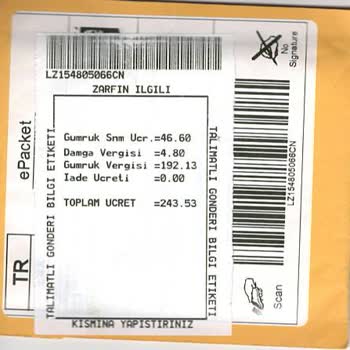 LZ154805066CN
ZARFIN ILGILI
Gumruk Snm Ucr.=46.60
Damga Vergisi =4.80
Gumruk Vergisi =192.13
Iade Ucreti =0.00
TOPLAM UCRET =243.53
TALIMATLI GONDERI BILGI ETIKETI
TALIMATLI GONDERI BILGI ETIKETI
KISMINA YAPISTIRINIZ
ePacket
TR
No
Signature
LZ154805066CN
Scan